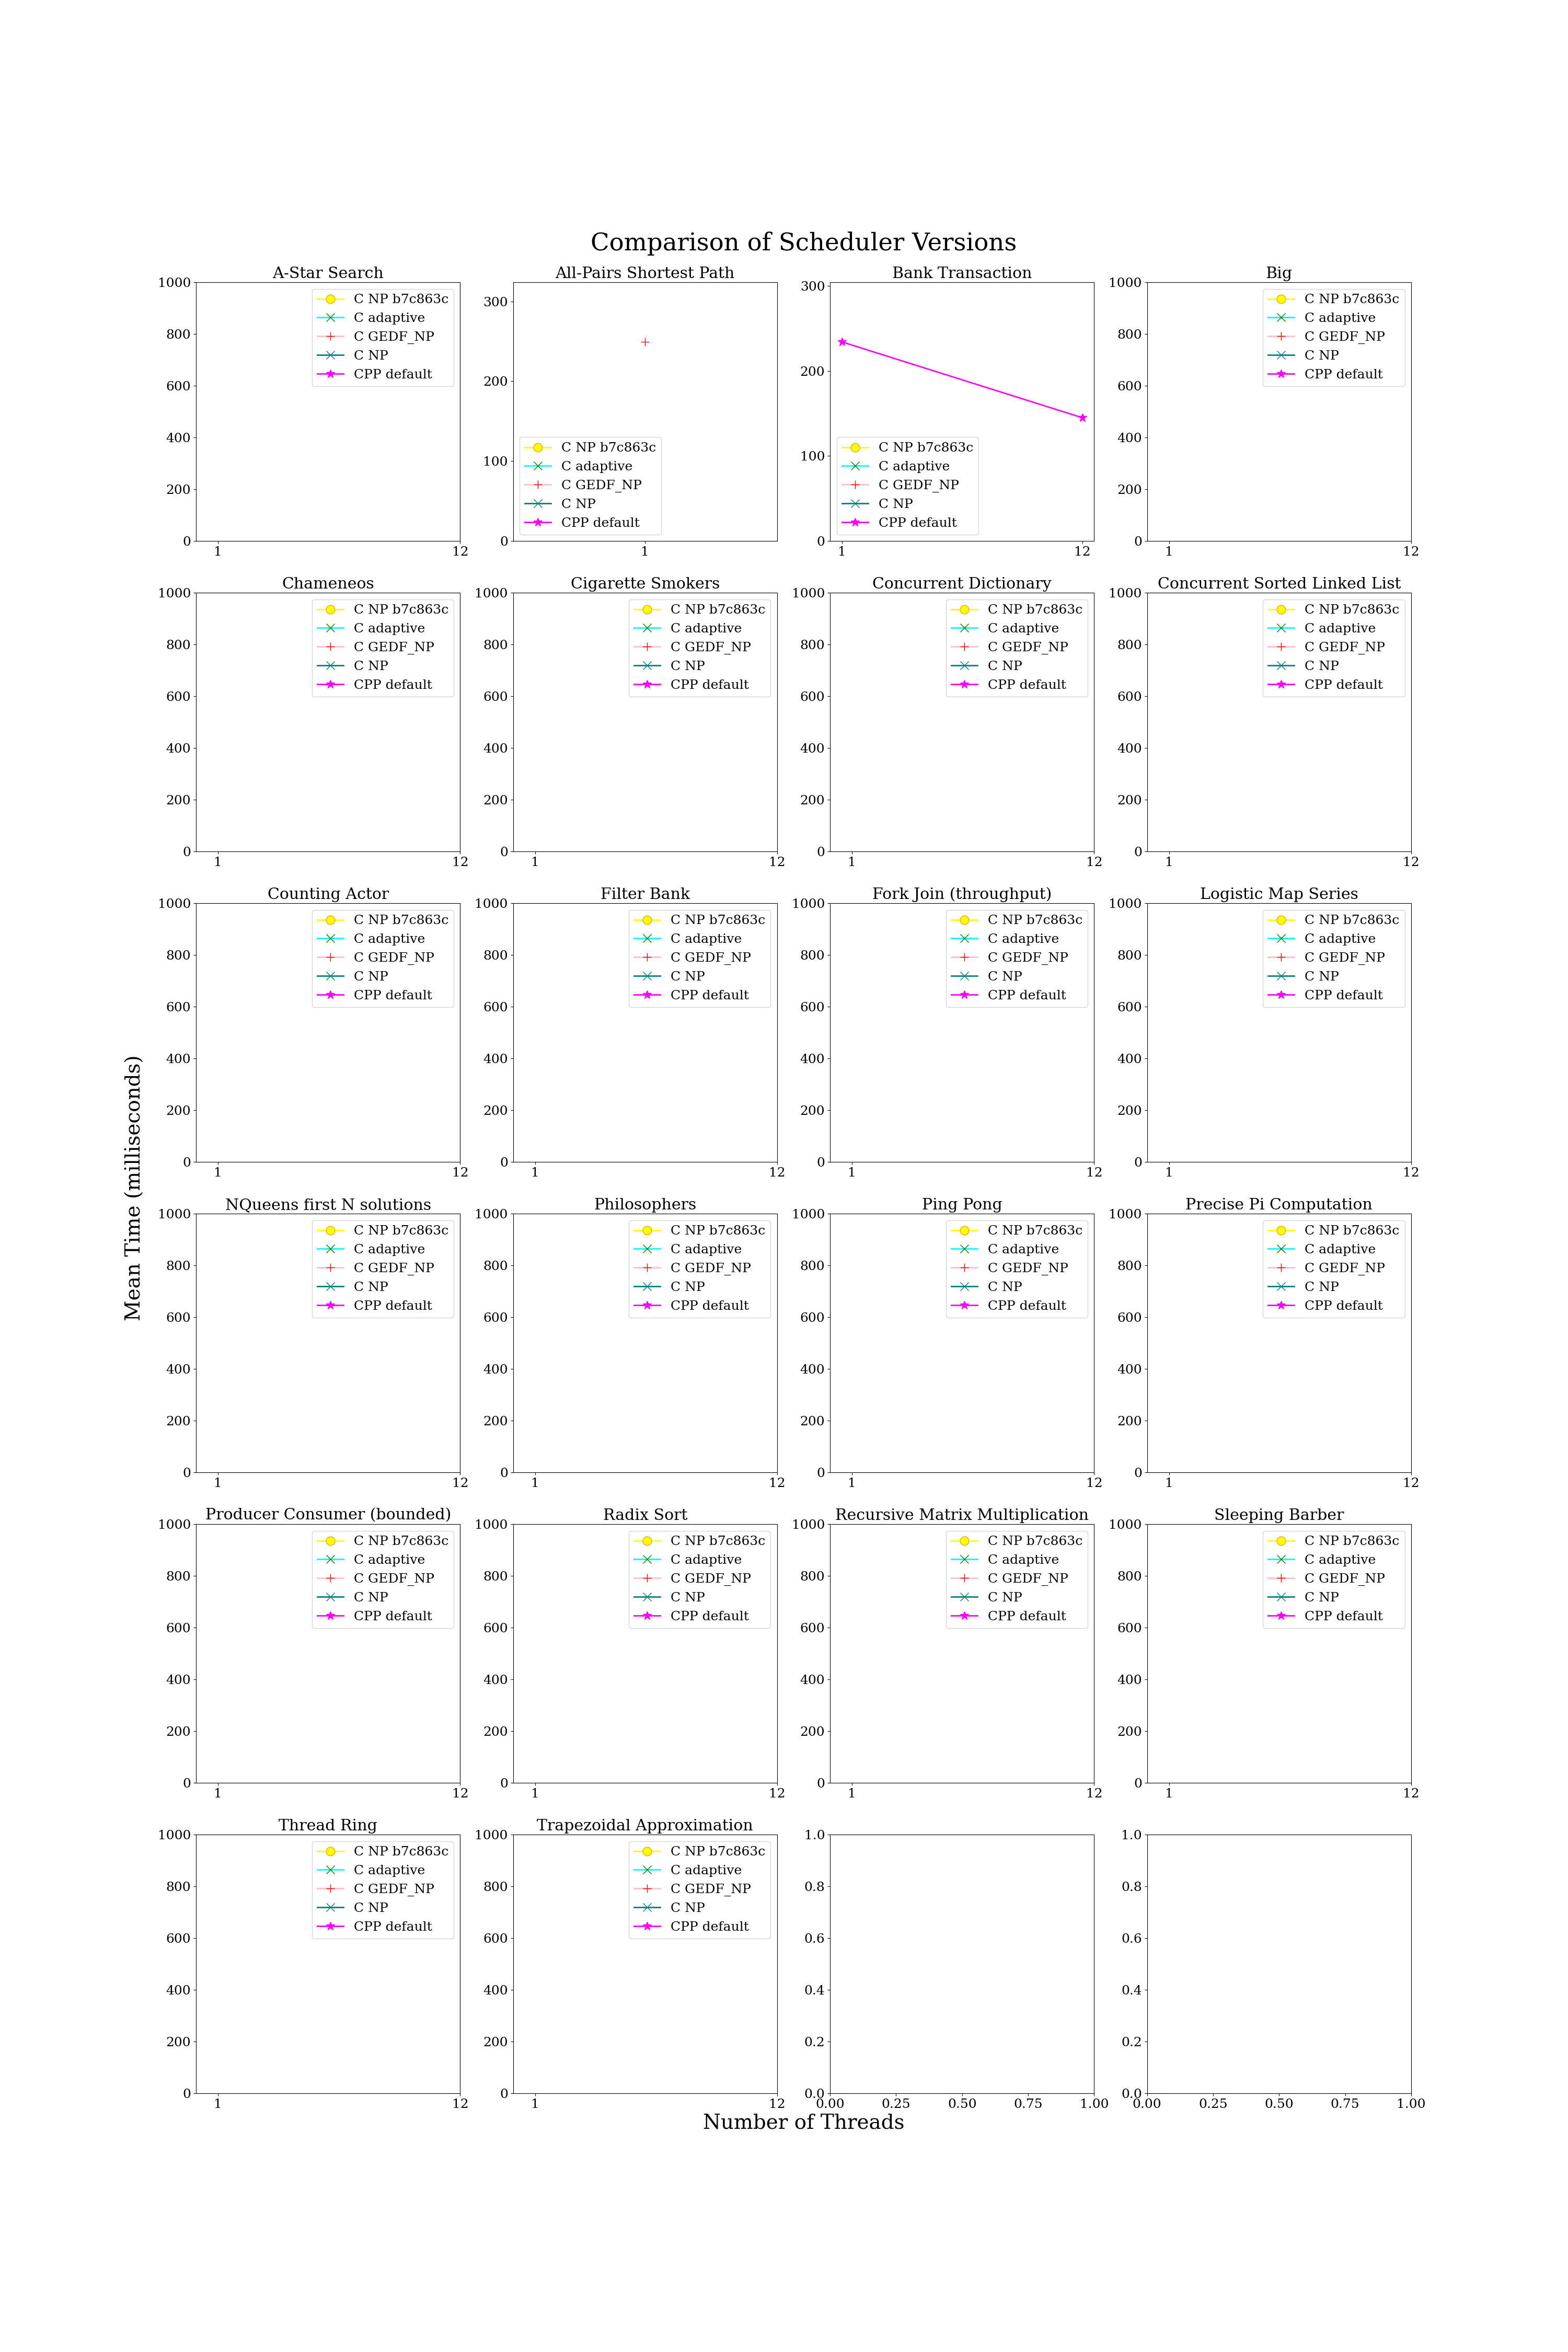 Comparison of Scheduler Versions
Mean Time (milliseconds)
A-Star Search
1000
800
600
400
200
0
C NP b7c863c
C adaptive
C GEDF_NP
C NP
CPP default
1
12
All-Pairs Shortest Path
300
200
100
0
C NP b7c863c
C adaptive
C GEDF_NP
C NP
CPP default
1
Bank Transaction
300
200
100
0
C NP b7c863c
C adaptive
C GEDF_NP
C NP
CPP default
1
12
Big
1000
800
600
400
200
0
C NP b7c863c
C adaptive
C GEDF_NP
C NP
CPP default
1
12
Chameneos
1000
800
600
400
200
0
C NP b7c863c
C adaptive
C GEDF_NP
C NP
CPP default
1
12
Cigarette Smokers
1000
800
600
400
200
0
C NP b7c863c
C adaptive
C GEDF_NP
C NP
CPP default
1
12
Concurrent Dictionary
1000
800
600
400
200
0
C NP b7c863c
C adaptive
C GEDF_NP
C NP
CPP default
1
12
Concurrent Sorted Linked List
1000
800
600
400
200
0
C NP b7c863c
C adaptive
C GEDF_NP
C NP
CPP default
1
12
Counting Actor
1000
800
600
400
200
0
C NP b7c863c
C adaptive
C GEDF_NP
C NP
CPP default
1
12
Filter Bank
1000
800
600
400
200
0
C NP b7c863c
C adaptive
C GEDF_NP
C NP
CPP default
1
12
Fork Join (throughput)
1000
800
600
400
200
0
C NP b7c863c
C adaptive
C GEDF_NP
C NP
CPP default
1
12
Logistic Map Series
1000
800
600
400
200
0
C NP b7c863c
C adaptive
C GEDF_NP
C NP
CPP default
1
12
NQueens first N solutions
1000
800
600
400
200
0
C NP b7c863c
C adaptive
C GEDF_NP
C NP
CPP default
1
12
Philosophers
1000
800
600
400
200
0
C NP b7c863c
C adaptive
C GEDF_NP
C NP
CPP default
1
12
Ping Pong
1000
800
600
400
200
0
C NP b7c863c
C adaptive
C GEDF_NP
C NP
CPP default
1
12
Precise Pi Computation
1000
800
600
400
200
0
C NP b7c863c
C adaptive
C GEDF_NP
C NP
CPP default
1
12
Producer Consumer (bounded)
1000
800
600
400
200
0
C NP b7c863c
C adaptive
C GEDF_NP
C NP
CPP default
1
12
Radix Sort
1000
800
600
400
200
0
C NP b7c863c
C adaptive
C GEDF_NP
C NP
CPP default
1
12
Recursive Matrix Multiplication
1000
800
600
400
200
0
C NP b7c863c
C adaptive
C GEDF_NP
C NP
CPP default
1
12
Sleeping Barber
1000
800
600
400
200
0
C NP b7c863c
C adaptive
C GEDF_NP
C NP
CPP default
1
12
Thread Ring
1000
800
600
400
200
0
C NP b7c863c
C adaptive
C GEDF_NP
C NP
CPP default
1
12
Trapezoidal Approximation
1000
800
600
400
200
0
C NP b7c863c
C adaptive
C GEDF_NP
C NP
CPP default
1
12
1.0
0.8
0.6
0.4
0.2
0.0
0.00 0.25 0.50 0.75 1.00
1.0
0.8
0.6
0.4
0.2
0.0
0.00 0.25 0.50 0.75 1.00
Number of Threads